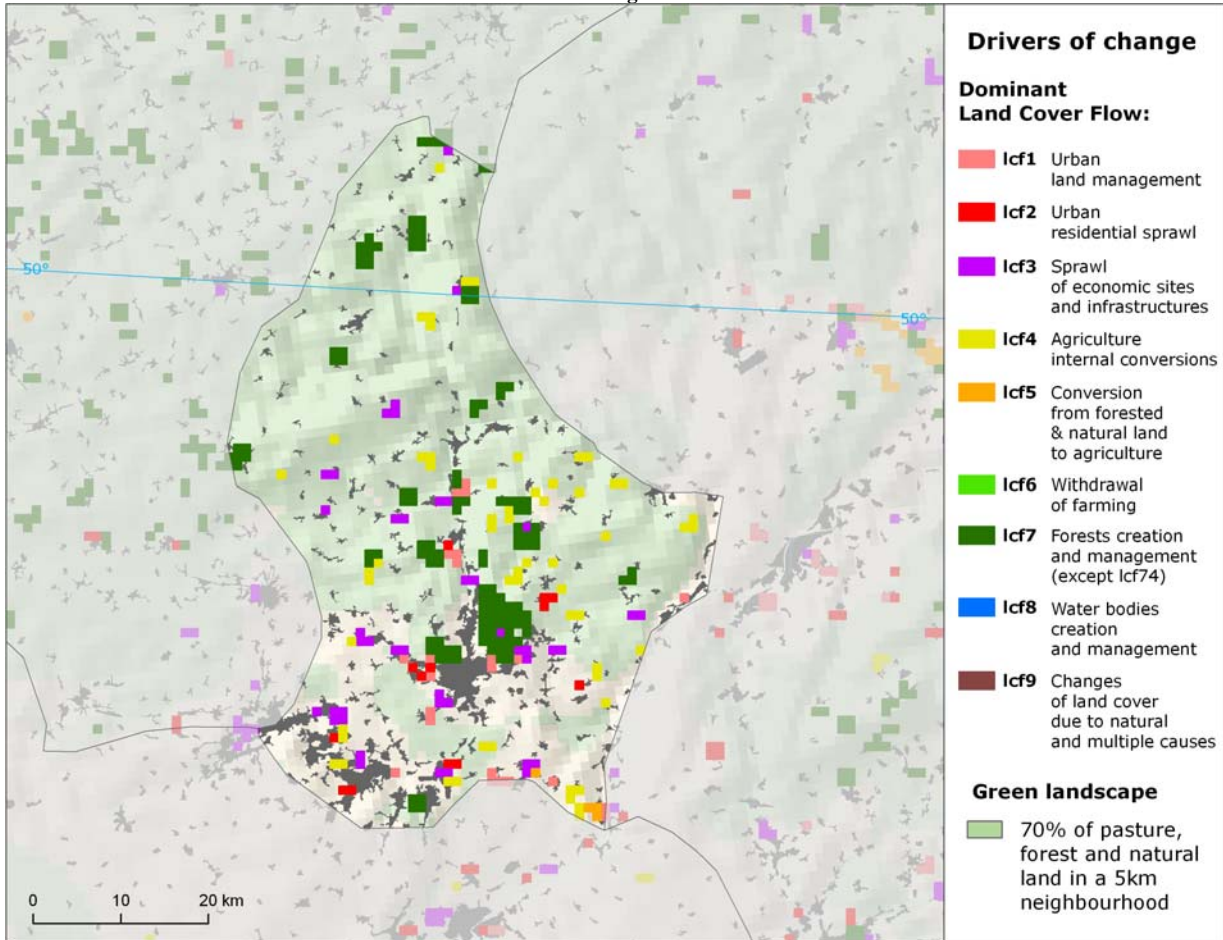 Drivers of change
Dominant
Land Cover Flow:
lcf1 Urban
land management
lcf2 Urban
residential sprawl
lcf3 Sprawl
of economic sites
and infrastructures
lcf4 Agriculture
internal conversions
lcf5 Conversion
from forested
& natural land
to agriculture
lcf6 Withdrawal
of farming
lcf7 Forests creation
and management
(except lcf74)
lcf8 Water bodies
creation
and management
lcf9 Changes
of land cover
due to natural
and multiple causes
Green landscape
70% of pasture,
forest and natural
land in a 5km
neighbourhood
50°
50°
0 10 20 km